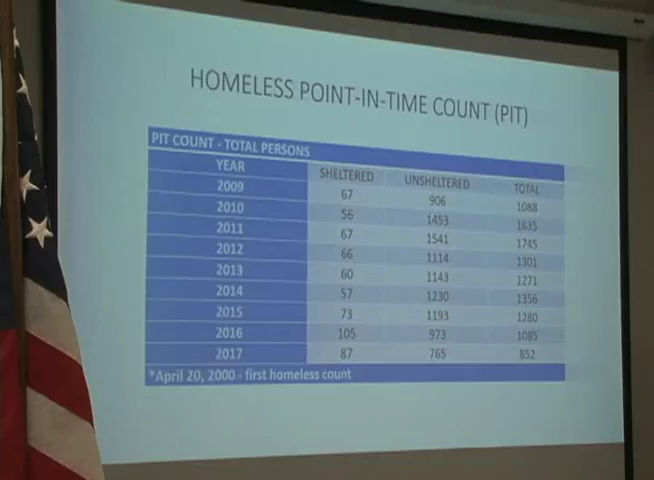 HOMELESS POINT-IN-TIME COUNT (PIT)
PIT COUNT - TOTAL PERSONS
YEAR SHELTERED UNSHELTERED TOTAL
2009 67 906 1088
2010 56 1453 1635
2011 67 1541 1745
2012 66 1114 1301
2013 60 1143 1271
2014 57 1230 1356
2015 73 1193 1280
2016 105 973 1085
2017 87 765 852
*April 20, 2000 - first homeless count